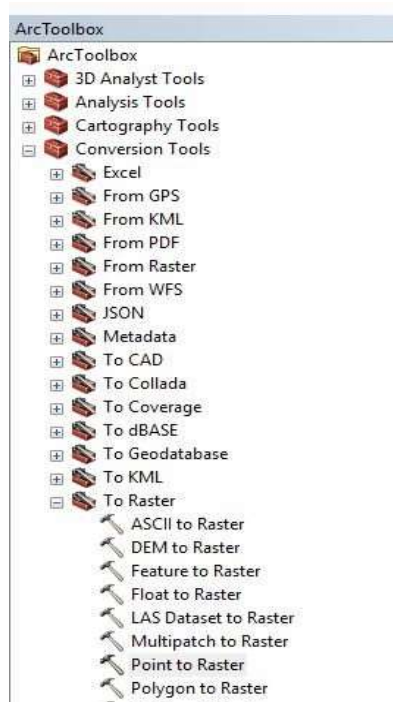 ArcToolbox
ArcToolbox
3D Analyst Tools
Analysis Tools
Cartography Tools
Conversion Tools
Excel
From GPS
From KML
From PDF
From Raster
From WFS
JSON
Metadata
To CAD
To Collada
To Coverage
To dBASE
To Geodatabase
To KML
To Raster
ASCII to Raster
DEM to Raster
Feature to Raster
Float to Raster
LAS Dataset to Raster
Multipatch to Raster
Point to Raster
Polygon to Raster